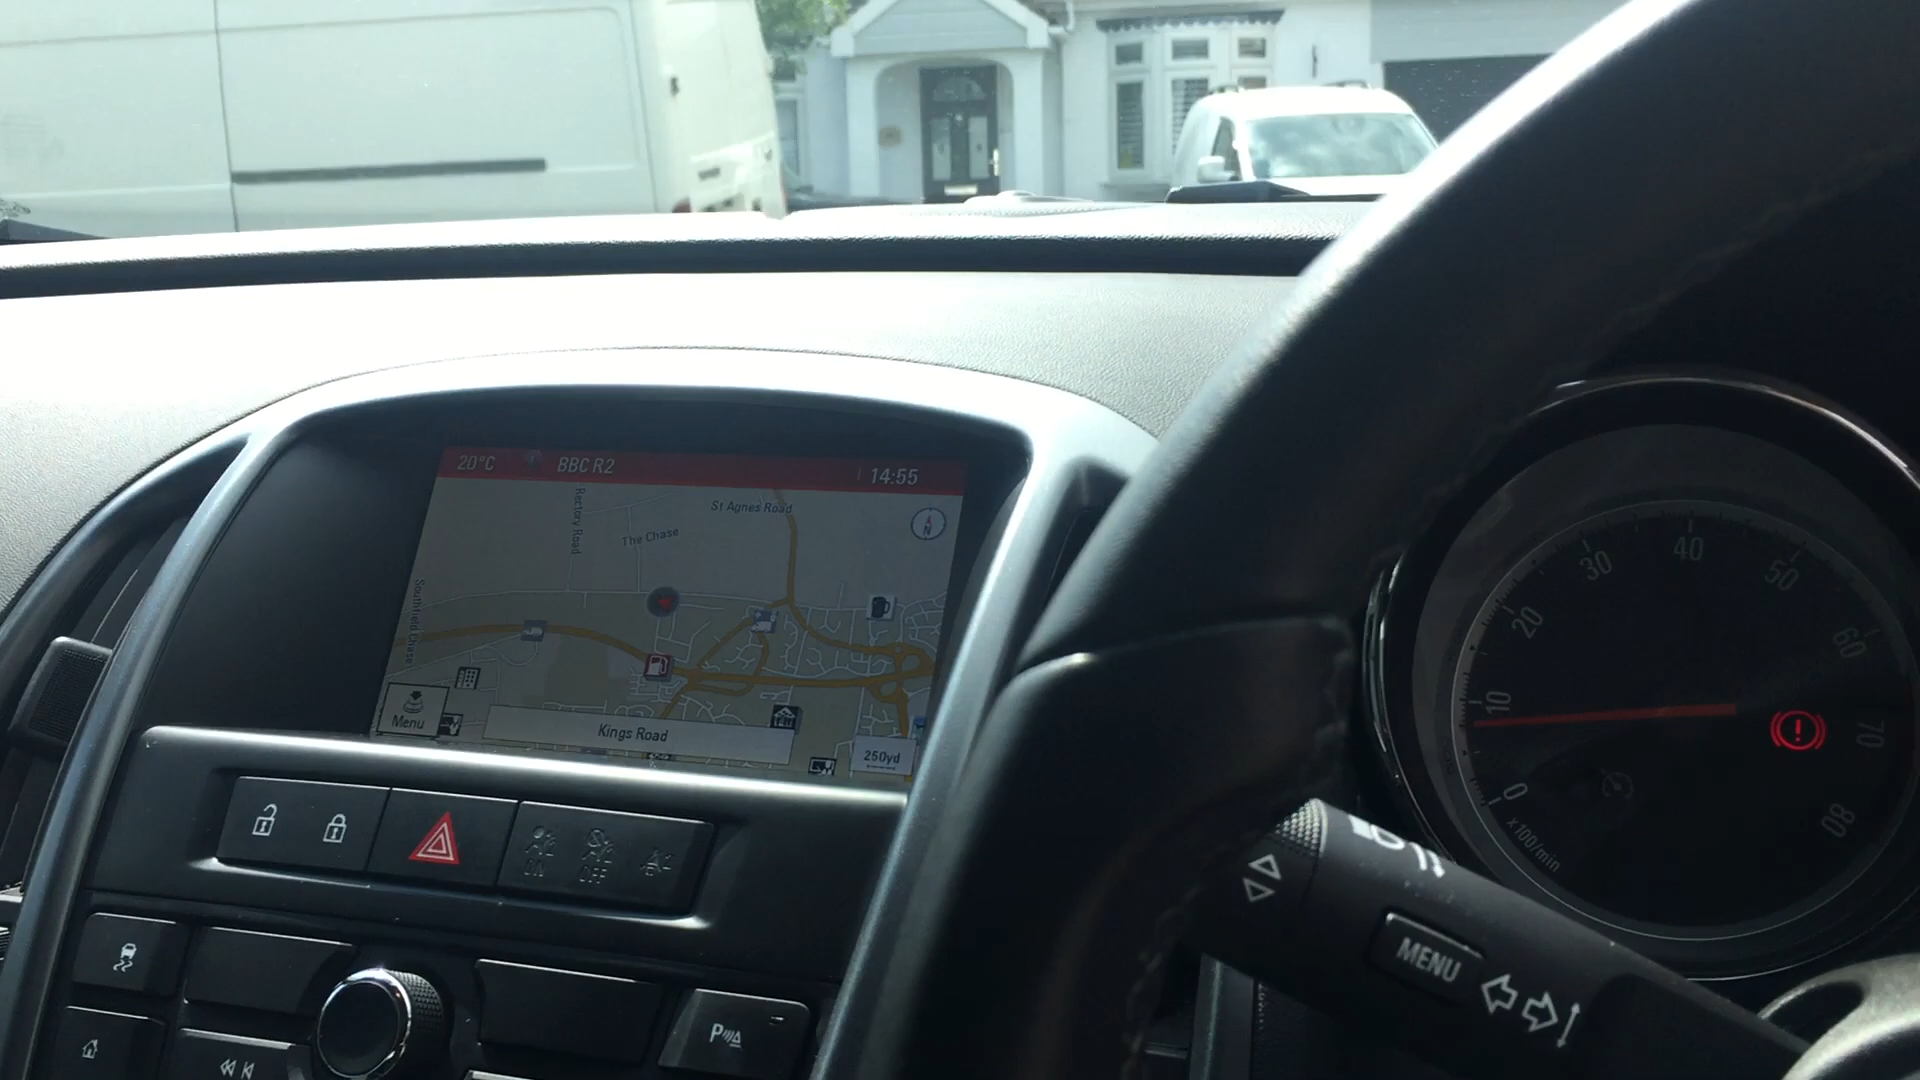 20°C BBC R2 14:55
St Agnes Road
Rectory Road
The Chase
N
Southfield Chase
Menu
Kings Road
250yd
ON OFF
P
MENU
0 10 20 30 40 50 60 70 80
x100/min